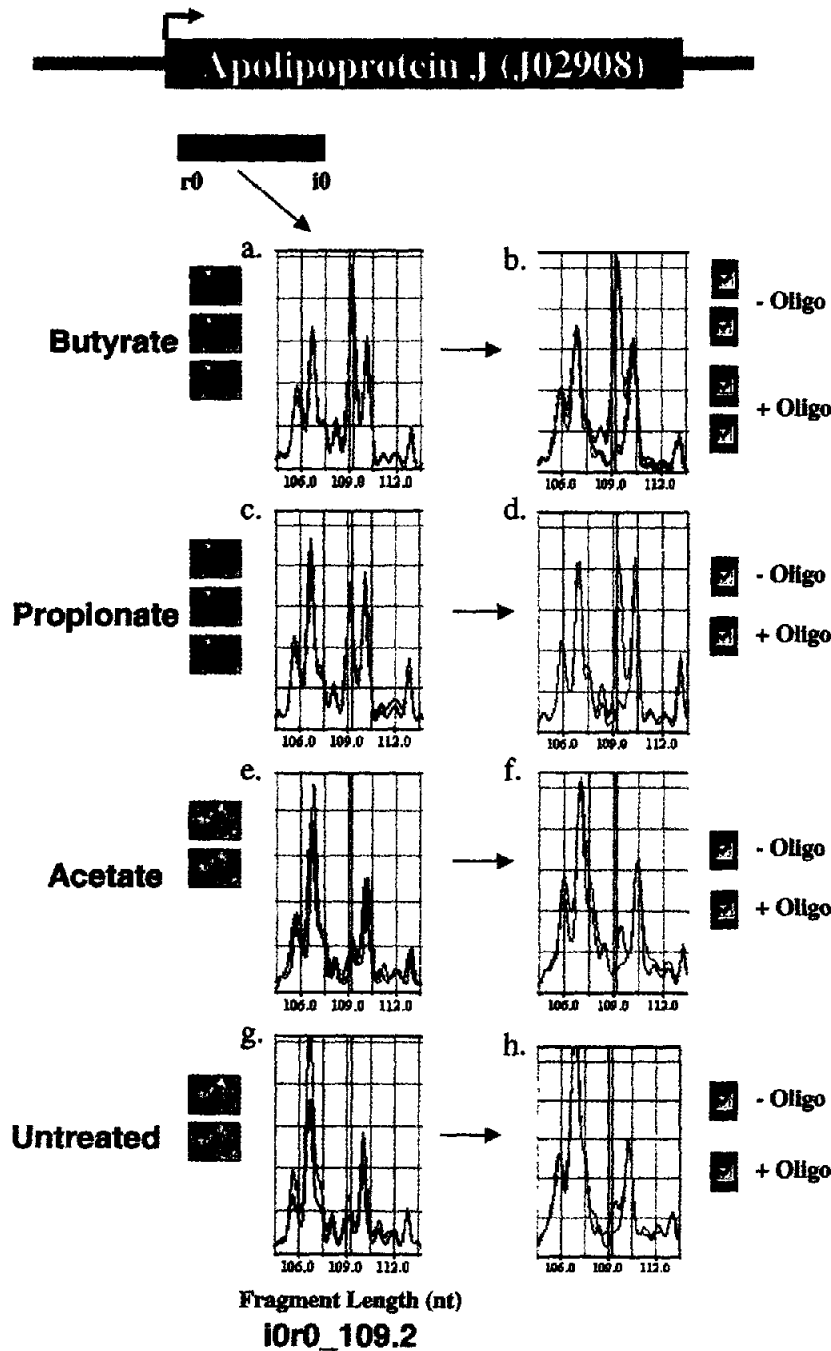 Apolipoprotein J (J02908)
r0 i0
a. b.
Butyrate
- Oligo
+ Oligo
106.0 109.0 112.0 106.0 109.0 112.0
c. d.
Propionate
- Oligo
+ Oligo
106.0 109.0 112.0 106.0 109.0 112.0
e. f.
Acetate
- Oligo
+ Oligo
106.0 109.0 112.0 106.0 109.0 112.0
g. h.
Untreated
- Oligo
+ Oligo
106.0 109.0 112.0 106.0 109.0 112.0
Fragment Length (nt)
i0r0_109.2